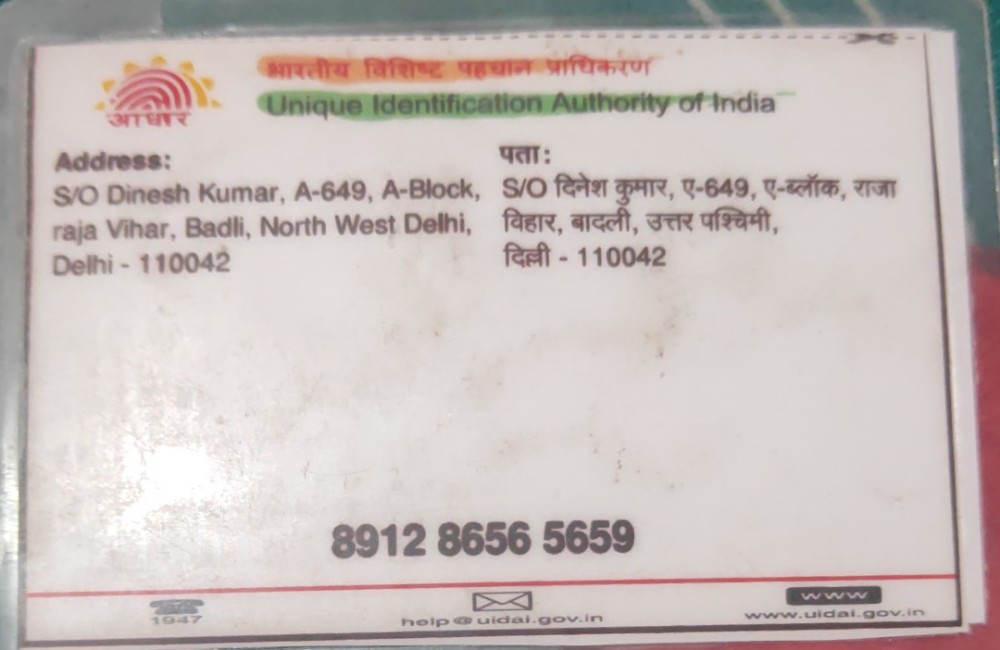 भारतीय विशिष्ट पहचान प्राधिकरण
Unique Identification Authority of India
आधार
Address:
S/O Dinesh Kumar, A-649, A-Block,
raja Vihar, Badli, North West Delhi,
Delhi - 110042
पता:
S/O दिनेश कुमार, ए-649, ए-ब्लॉक, राजा
विहार, बादली, उत्तर पश्चिमी,
दिल्ली - 110042
8912 8656 5659
1947
help@uidai.gov.in
www
www.uidai.gov.in